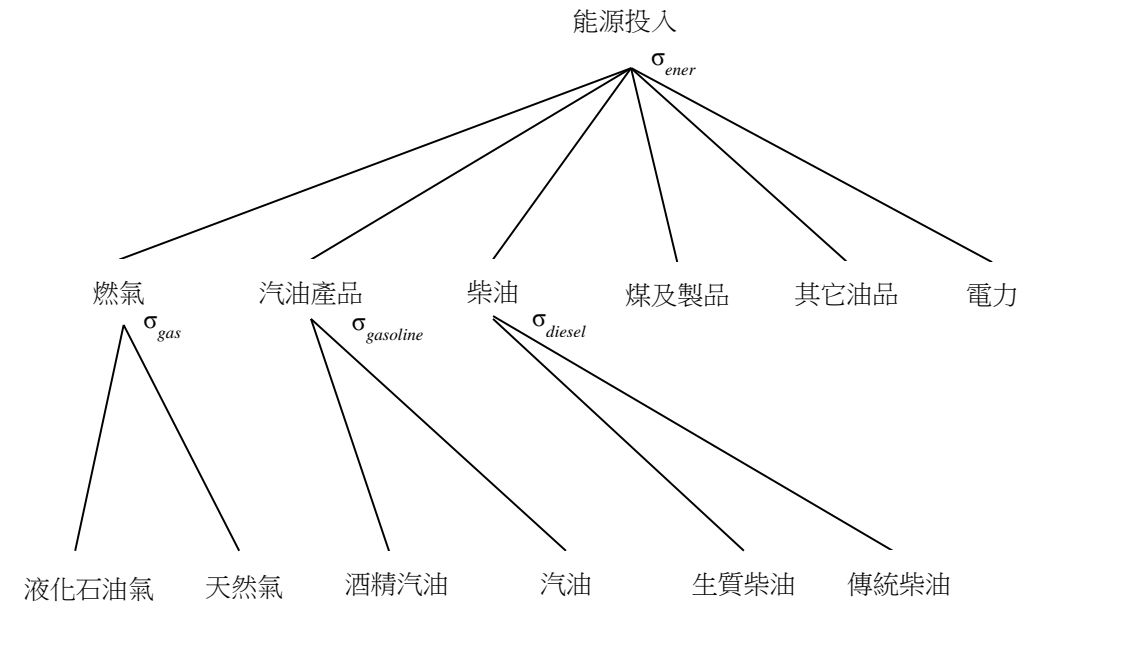 能源投入
σener
燃氣
汽油產品
柴油
煤及製品
其它油品
電力
σgas
σgasoline
σdiesel
液化石油氣
天然氣
酒精汽油
汽油
生質柴油
傳統柴油